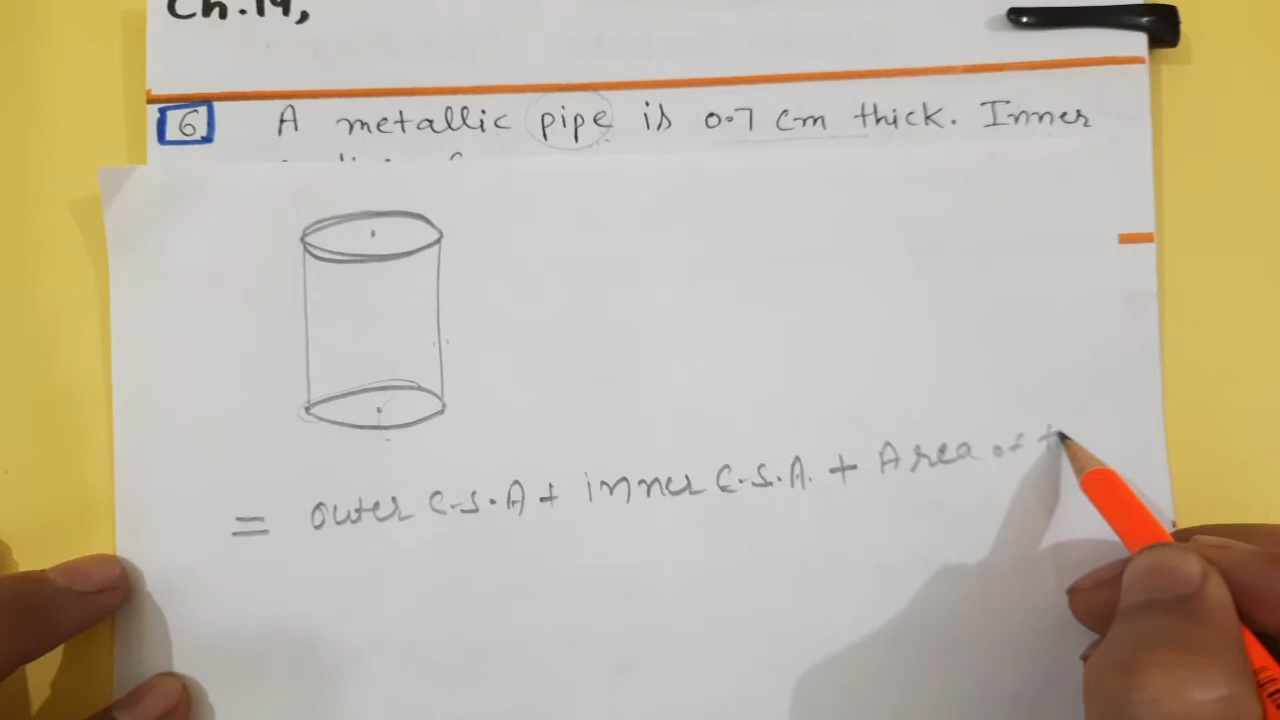 Ch.14,
6 A metallic pipe is 0.7 cm thick. Inner
= outer C.S.A + inner C.S.A. + Area of